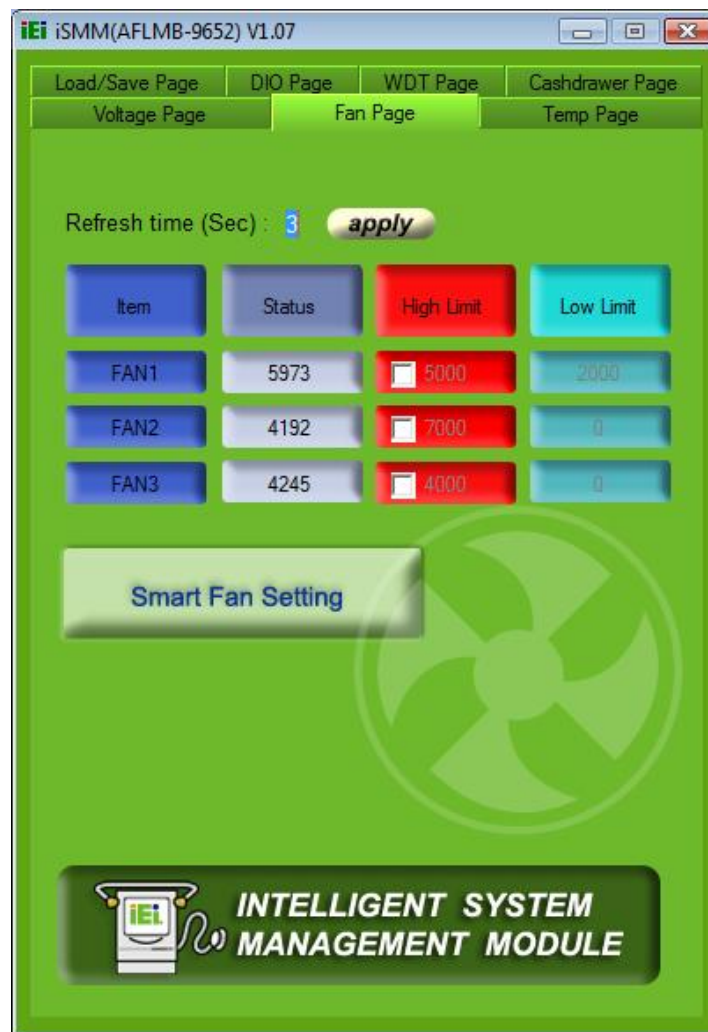 iEi iSMM(AFLMB-9652) V1.07
Load/Save Page DIO Page WDT Page Cashdrawer Page
Voltage Page Fan Page Temp Page
Refresh time (Sec) : 3 apply
Item Status High Limit Low Limit
FAN1 5973 5000 2000
FAN2 4192 7000 0
FAN3 4245 4000 0
Smart Fan Setting
iEi INTELLIGENT SYSTEM
MANAGEMENT MODULE